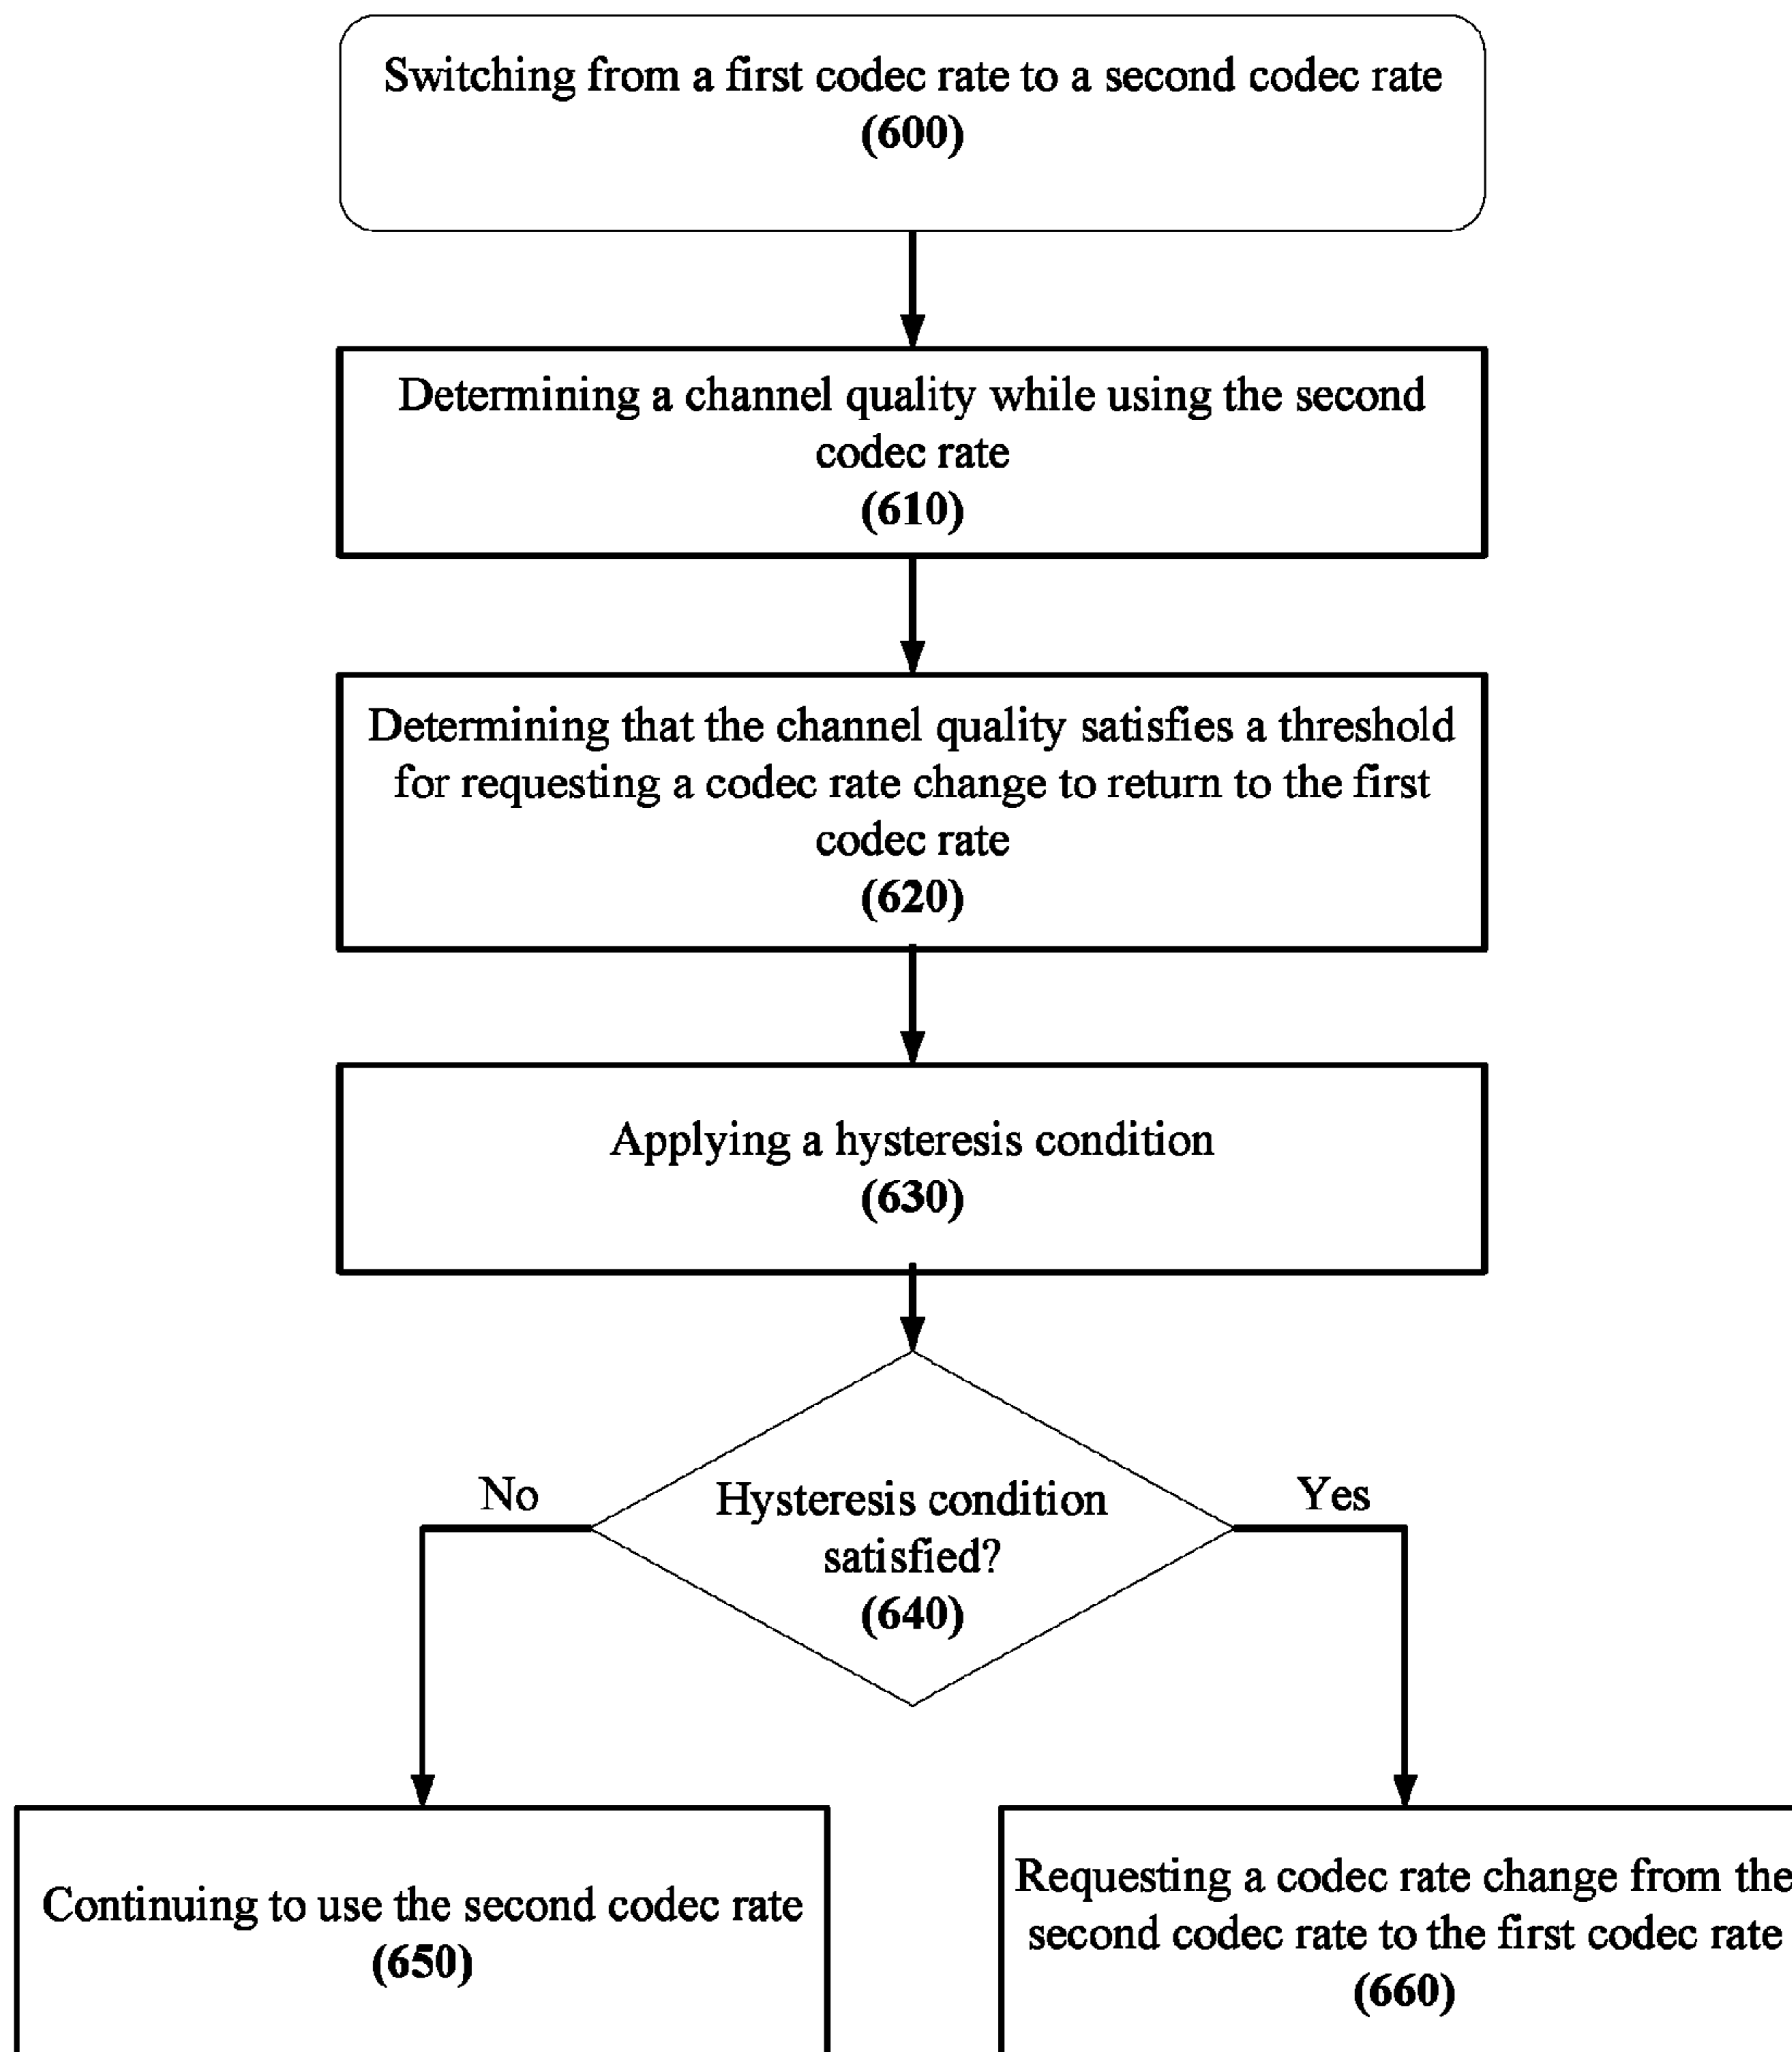 Switching from a first codec rate to a second codec rate
(600)
Determining a channel quality while using the second
codec rate
(610)
Determining that the channel quality satisfies a threshold
for requesting a codec rate change to return to the first
codec rate
(620)
Applying a hysteresis condition
(630)
Hysteresis condition
satisfied?
(640)
No
Yes
Continuing to use the second codec rate
(650)
Requesting a codec rate change from the
second codec rate to the first codec rate
(660)